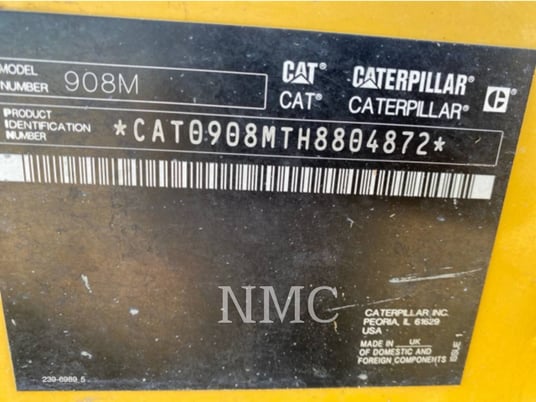 MODEL
NUMBER 908M
CAT® CATERPILLAR® C®
CAT® CATERPILLAR®
PRODUCT
IDENTIFICATION
NUMBER
*CAT0908MTH8804872*
NMC
CATERPILLAR INC.
PEORIA, IL 61629
USA
MADE IN UK
OF DOMESTIC AND
FOREIGN COMPONENTS
ISSUE 1
239-6989 5